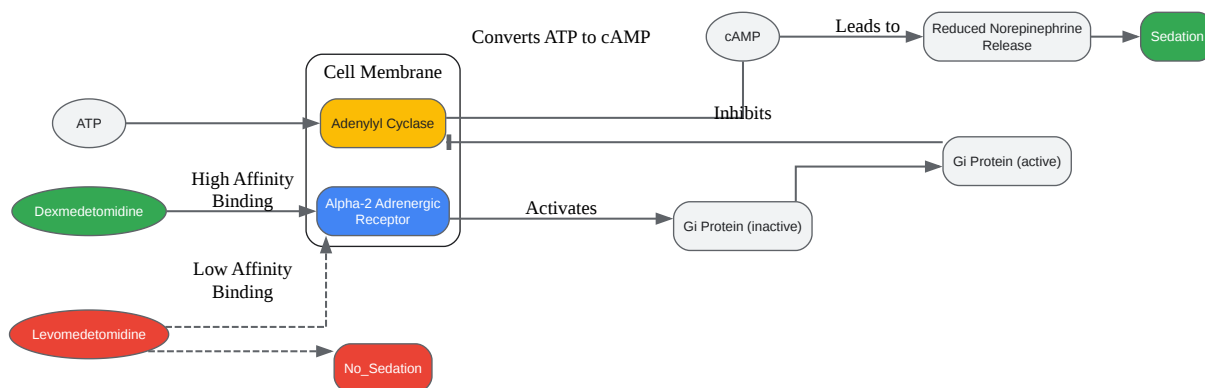 Converts ATP to cAMP
cAMP
Leads to
Reduced Norepinephrine
Release
Sedation
Cell Membrane
ATP
Adenylyl Cyclase
Inhibits
Gi Protein (active)
Dexmedetomidine
High Affinity
Binding
Alpha-2 Adrenergic
Receptor
Activates
Gi Protein (inactive)
Low Affinity
Binding
Levomedetomidine
No_Sedation